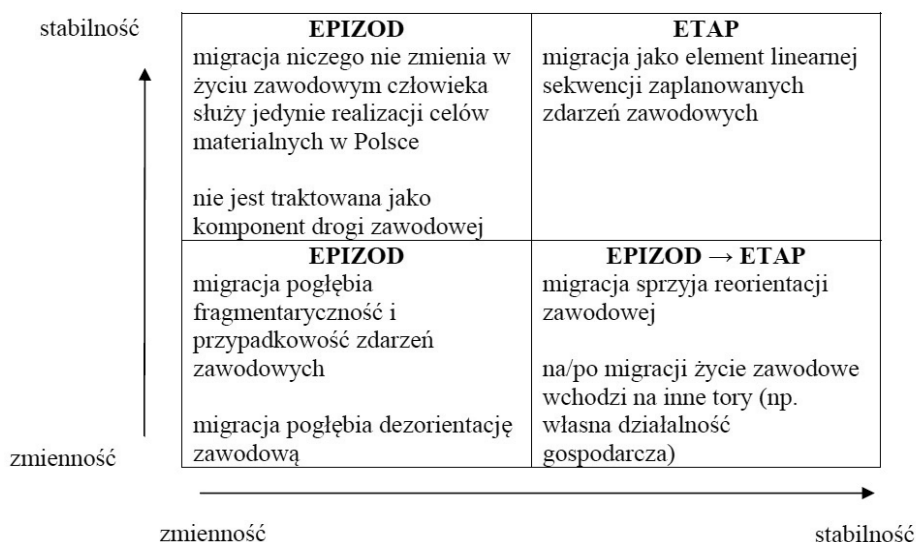 stabilność
EPIZOD
migracja niczego nie zmienia w
życiu zawodowym człowieka
służy jedynie realizacji celów
materialnych w Polsce
nie jest traktowana jako
komponent drogi zawodowej
ETAP
migracja jako element linearnej
sekwencji zaplanowanych
zdarzeń zawodowych
EPIZOD
migracja pogłębia
fragmentaryczność i
przypadkowość zdarzeń
zawodowych
migracja pogłębia dezorientację
zawodową
EPIZOD → ETAP
migracja sprzyja reorientacji
zawodowej
na/po migracji życie zawodowe
wchodzi na inne tory (np.
własna działalność
gospodarcza)
zmienność
zmienność
stabilność